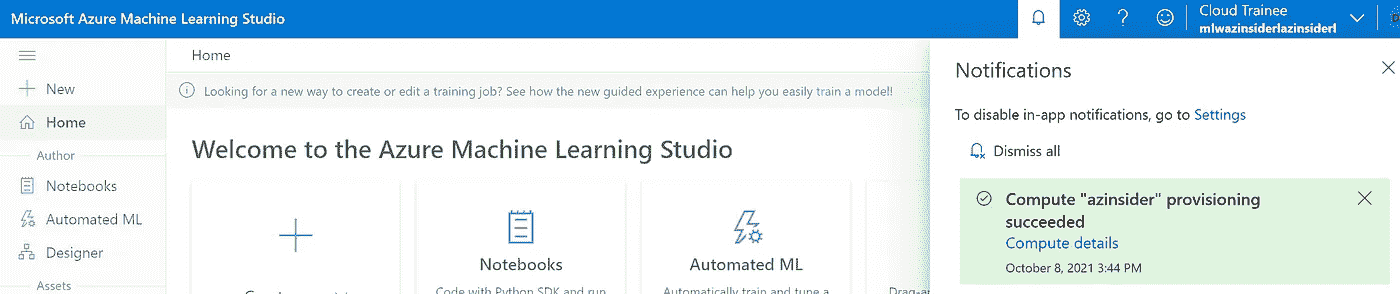 Microsoft Azure Machine Learning Studio
Cloud Trainee
mlwazinsiderlazinsiderl
New
Home
Author
Notebooks
Automated ML
Designer
Assets
Home
Looking for a new way to create or edit a training job? See how the new guided experience can help you easily train a model!
Welcome to the Azure Machine Learning Studio
Notebooks
Code with Python SDK and run
Automated ML
Automatically train and tune a
Drag-a
Notifications
To disable in-app notifications, go to Settings
Dismiss all
Compute "azinsider" provisioning
succeeded
Compute details
October 8, 2021 3:44 PM